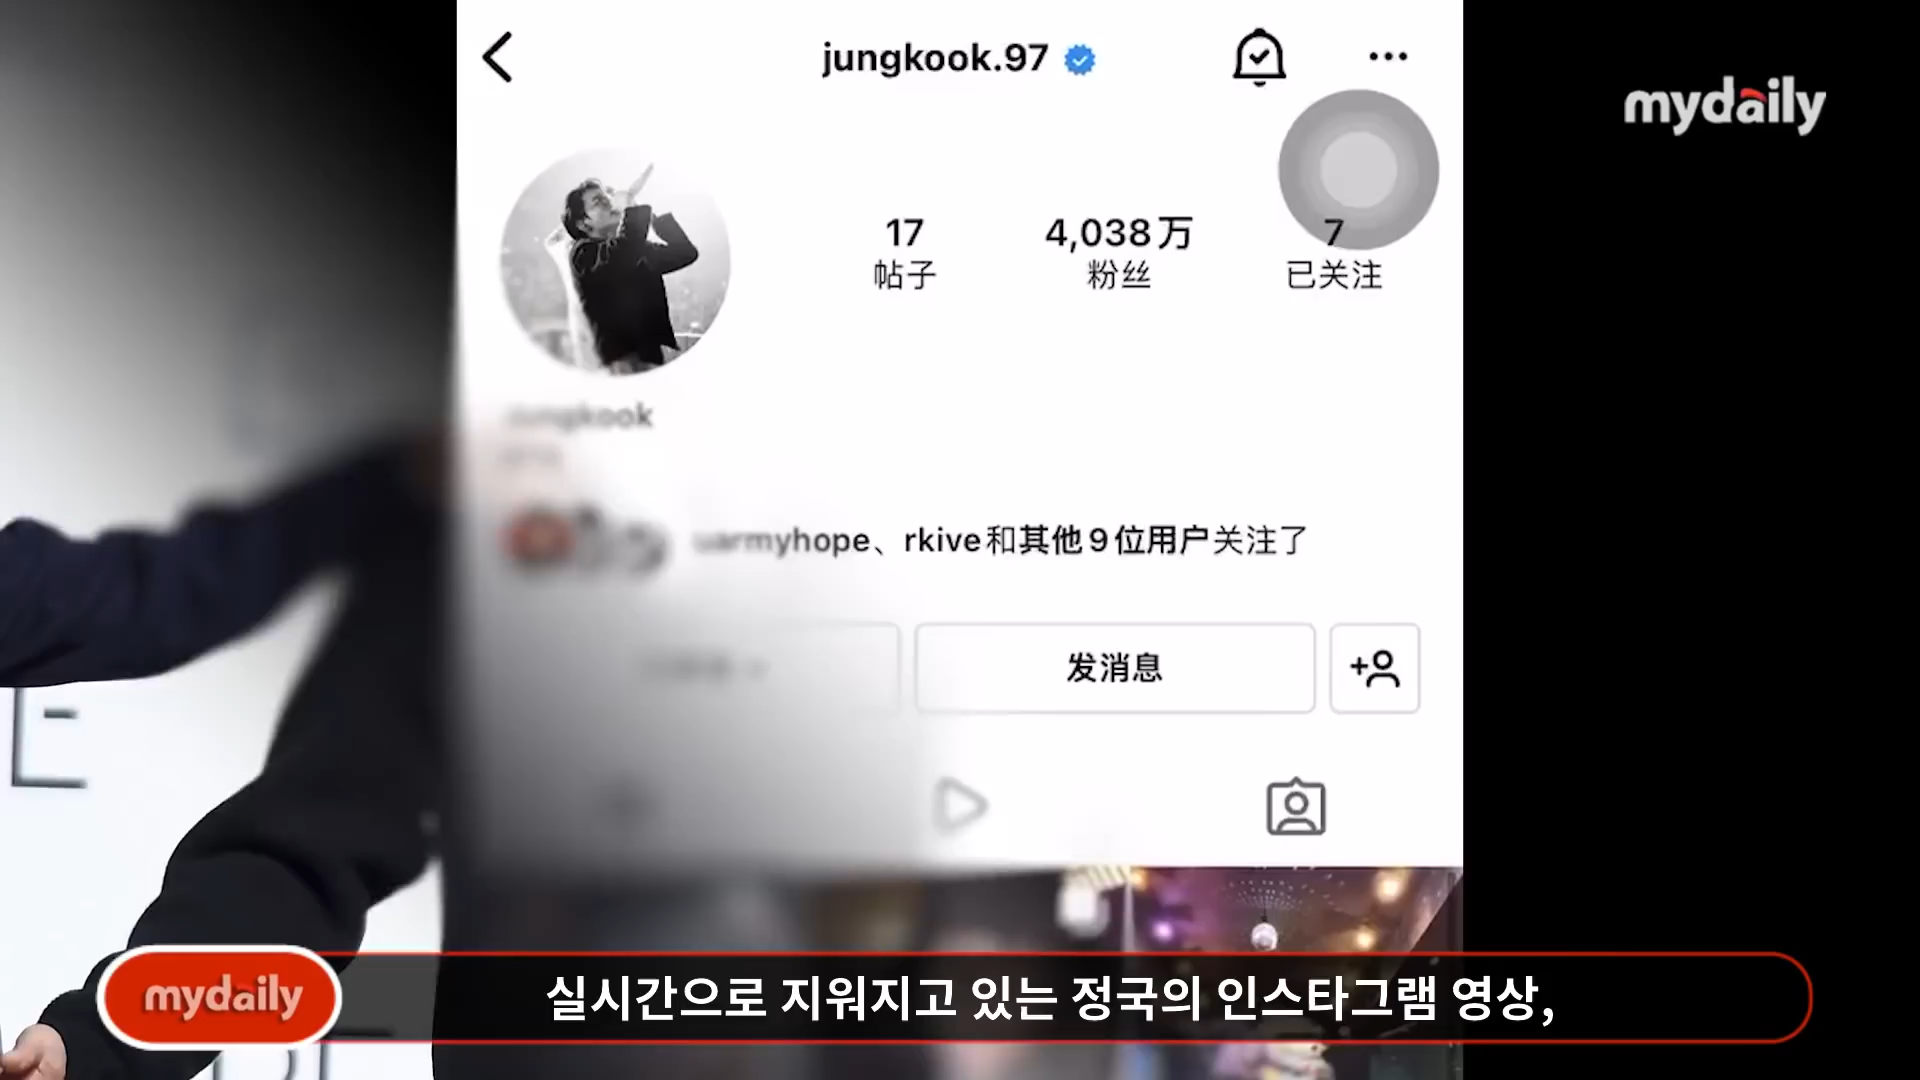 jungkook.97
mydaily
17
帖子
4,038万
粉丝
7
已关注
jungkook
uarmyhope、rkive和其他9位用户关注了
发消息
E
mydaily
실시간으로 지워지고 있는 정국의 인스타그램 영상,